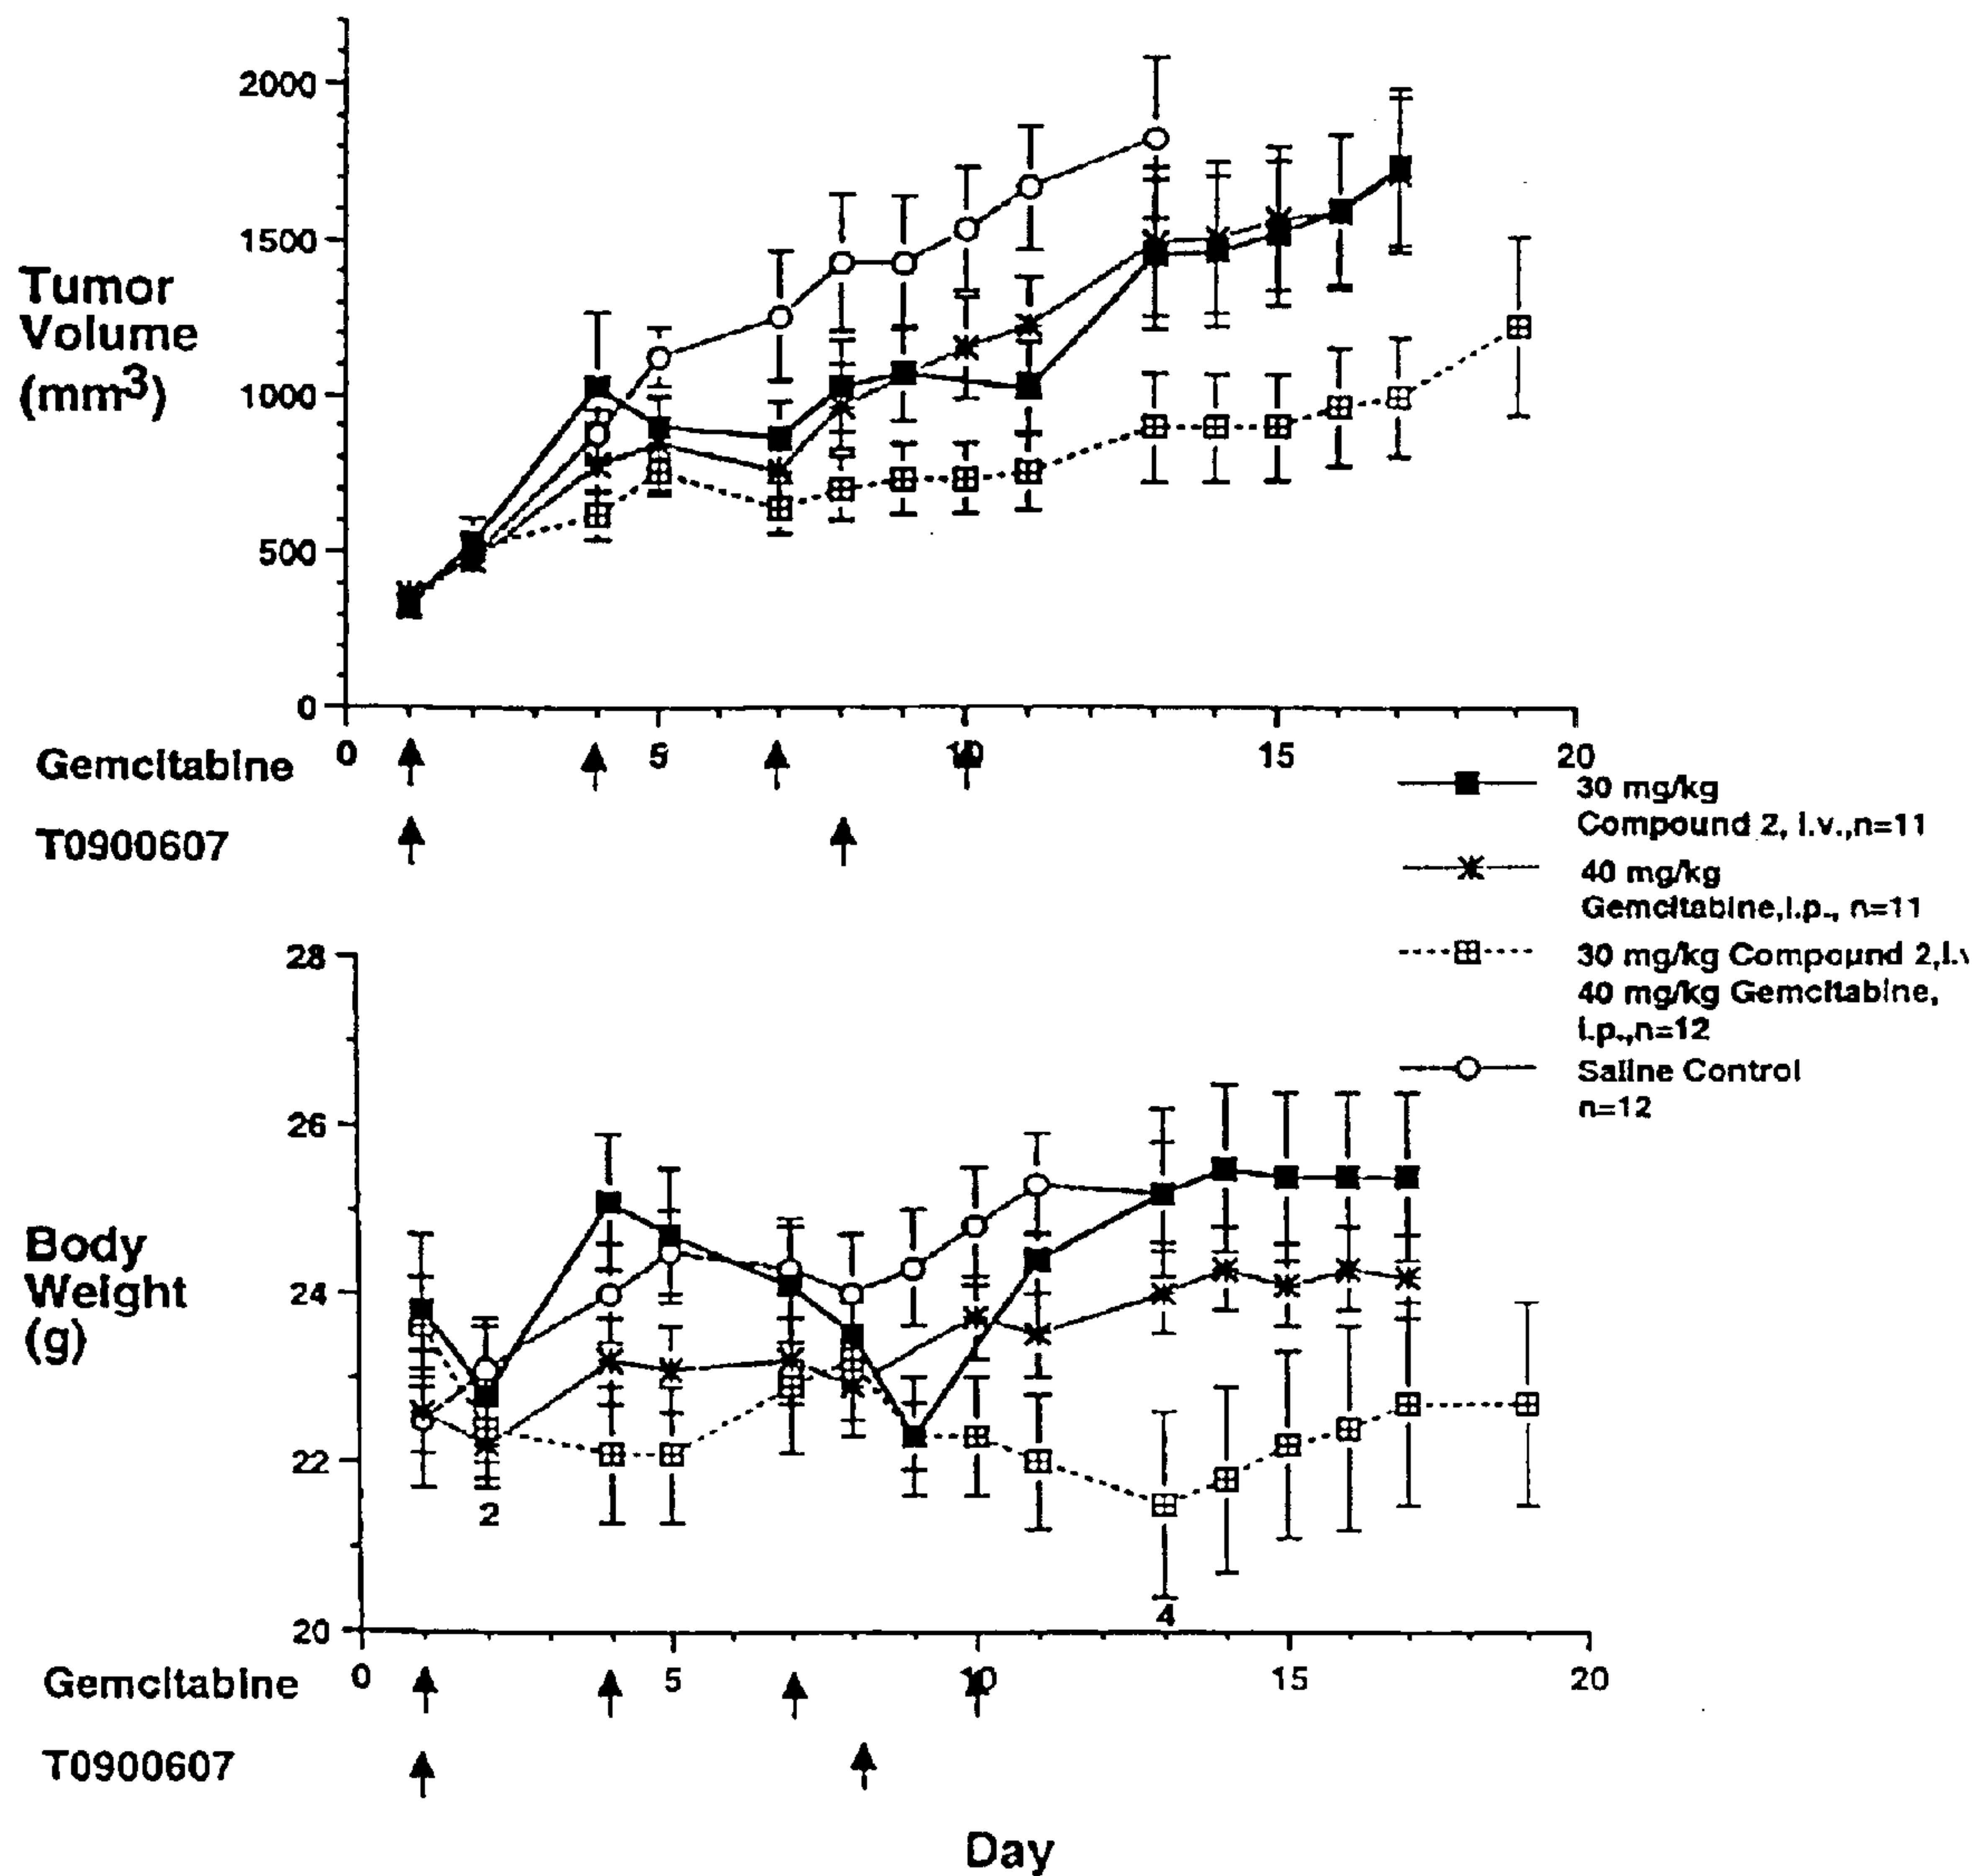 2000
1500
1000
500
0
Tumor
Volume
(mm3)
0 5 10 15 20
Gemcitabine
T0900607
30 mg/kg
Compound 2, i.v.,n=11
40 mg/kg
Gemcitabine,i.p., n=11
30 mg/kg Compound 2,i.v
40 mg/kg Gemcitabine,
i.p.,n=12
Saline Control
n=12
28
26
24
22
20
Body
Weight
(g)
2
4
0 5 10 15 20
Gemcitabine
T0900607
Day